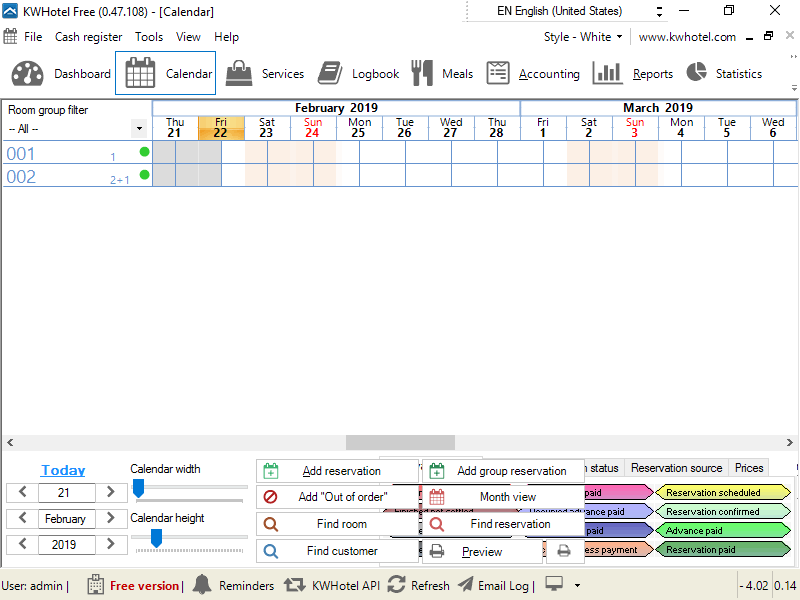 KWHotel Free (0.47.108) - [Calendar]
EN English (United States)
File Cash register Tools View Help
Style - White
www.kwhotel.com
Dashboard Calendar Services Logbook Meals Accounting Reports Statistics
Room group filter
-- All --
February 2019 March 2019
Thu Fri Sat Sun Mon Tue Wed Thu Fri Sat Sun Mon Tue Wed
21 22 23 24 25 26 27 28 1 2 3 4 5 6
001 1
002 2+1
Today
21
February
2019
Calendar width
Calendar height
Add reservation Add group reservation
Add "Out of order" Month view
Find room Find reservation
Find customer Preview
n status Reservation source Prices
paid Reservation scheduled
dvance paid Reservation confirmed
paid Advance paid
ess payment Reservation paid
User: admin | Free version | Reminders KWHotel API Refresh Email Log | - 4.02 0.14